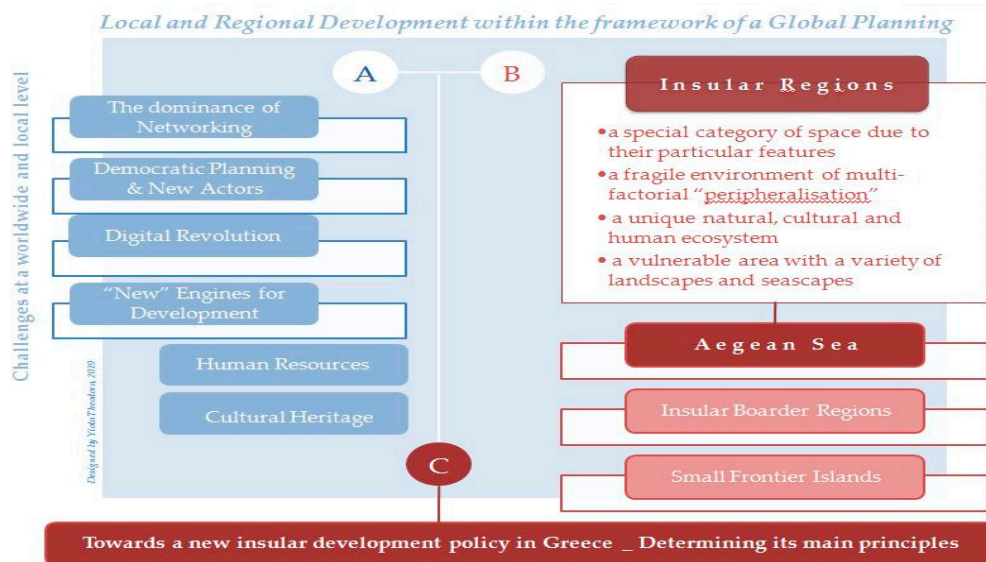 Local and Regional Development within the framework of a Global Planning
Challenges at a worldwide and local level
A
B
The dominance of
Networking
Democratic Planning
& New Actors
Digital Revolution
“New” Engines for
Development
Human Resources
Cultural Heritage
Designed by Yiota Theodora, 2019
Insular Regions
•a special category of space due to
their particular features
•a fragile environment of multi-
factorial “peripheralisation”
•a unique natural, cultural and
human ecosystem
•a vulnerable area with a variety of
landscapes and seascapes
Aegean Sea
Insular Boarder Regions
Small Frontier Islands
C
Towards a new insular development policy in Greece _ Determining its main principles